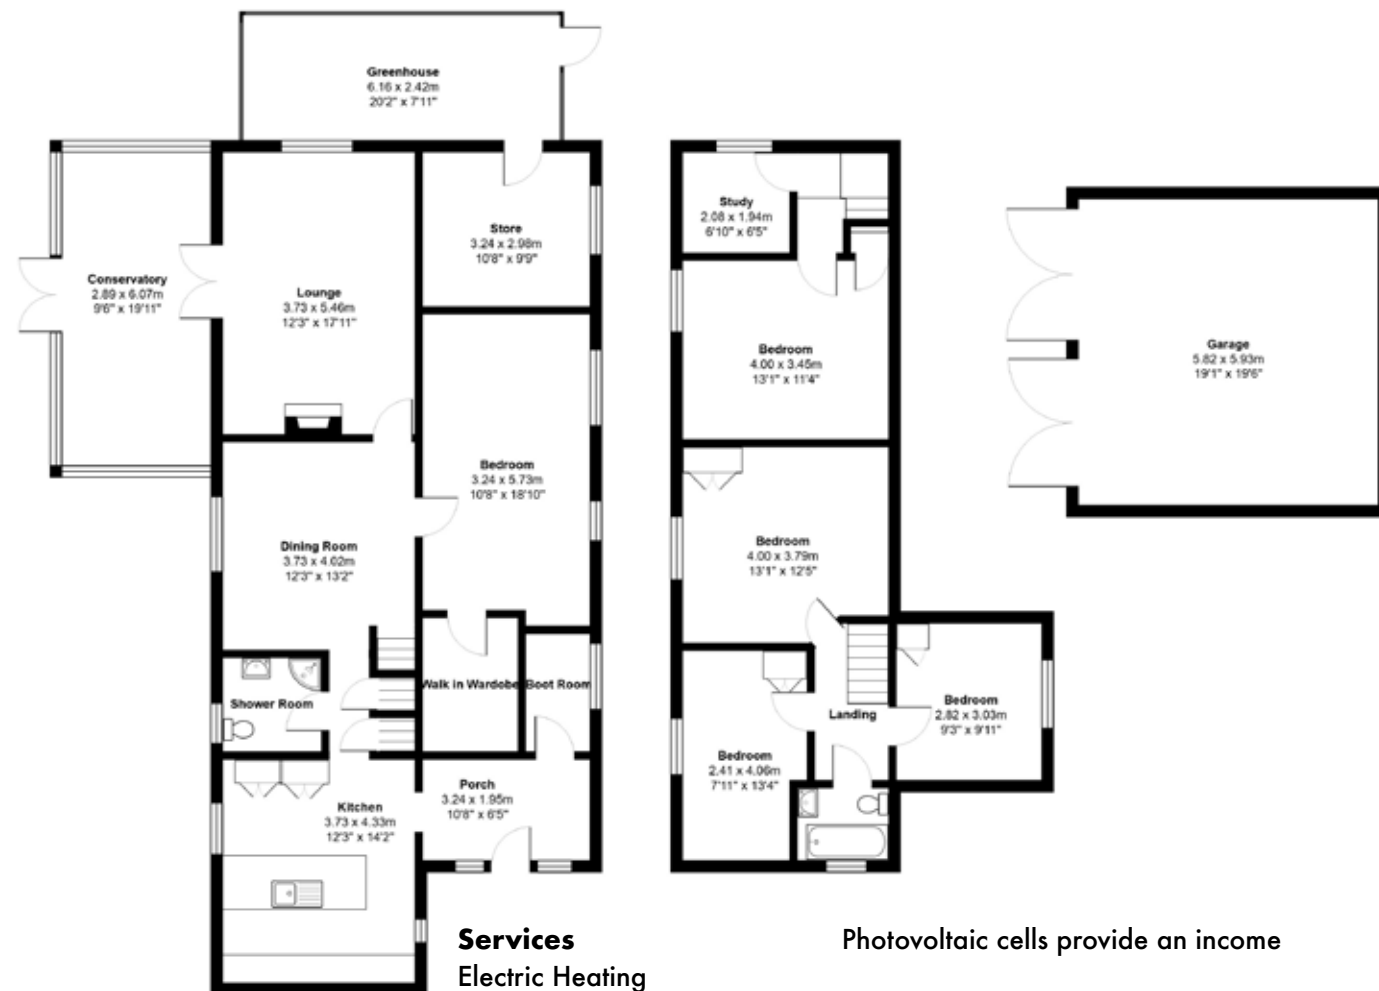 Greenhouse
6.16 x 2.42m
20'2" x 7'11"
Conservatory
2.89 x 6.07m
9'6" x 19'11"
Lounge
3.73 x 5.46m
12'3" x 17'11"
Store
3.24 x 2.98m
10'8" x 9'9"
Bedroom
3.24 x 5.73m
10'8" x 18'10"
Dining Room
3.73 x 4.02m
12'3" x 13'2"
Shower Room
Walk in Wardobe
Boot Room
Porch
3.24 x 1.95m
10'8" x 6'5"
Kitchen
3.73 x 4.33m
12'3" x 14'2"
Study
2.08 x 1.94m
6'10" x 6'5"
Bedroom
4.00 x 3.45m
13'1" x 11'4"
Bedroom
4.00 x 3.79m
13'1" x 12'5"
Landing
Bedroom
2.82 x 3.03m
9'3" x 9'11"
Bedroom
2.41 x 4.06m
7'11" x 13'4"
Garage
5.82 x 5.93m
19'1" x 19'6"
Services
Electric Heating
Photovoltaic cells provide an income